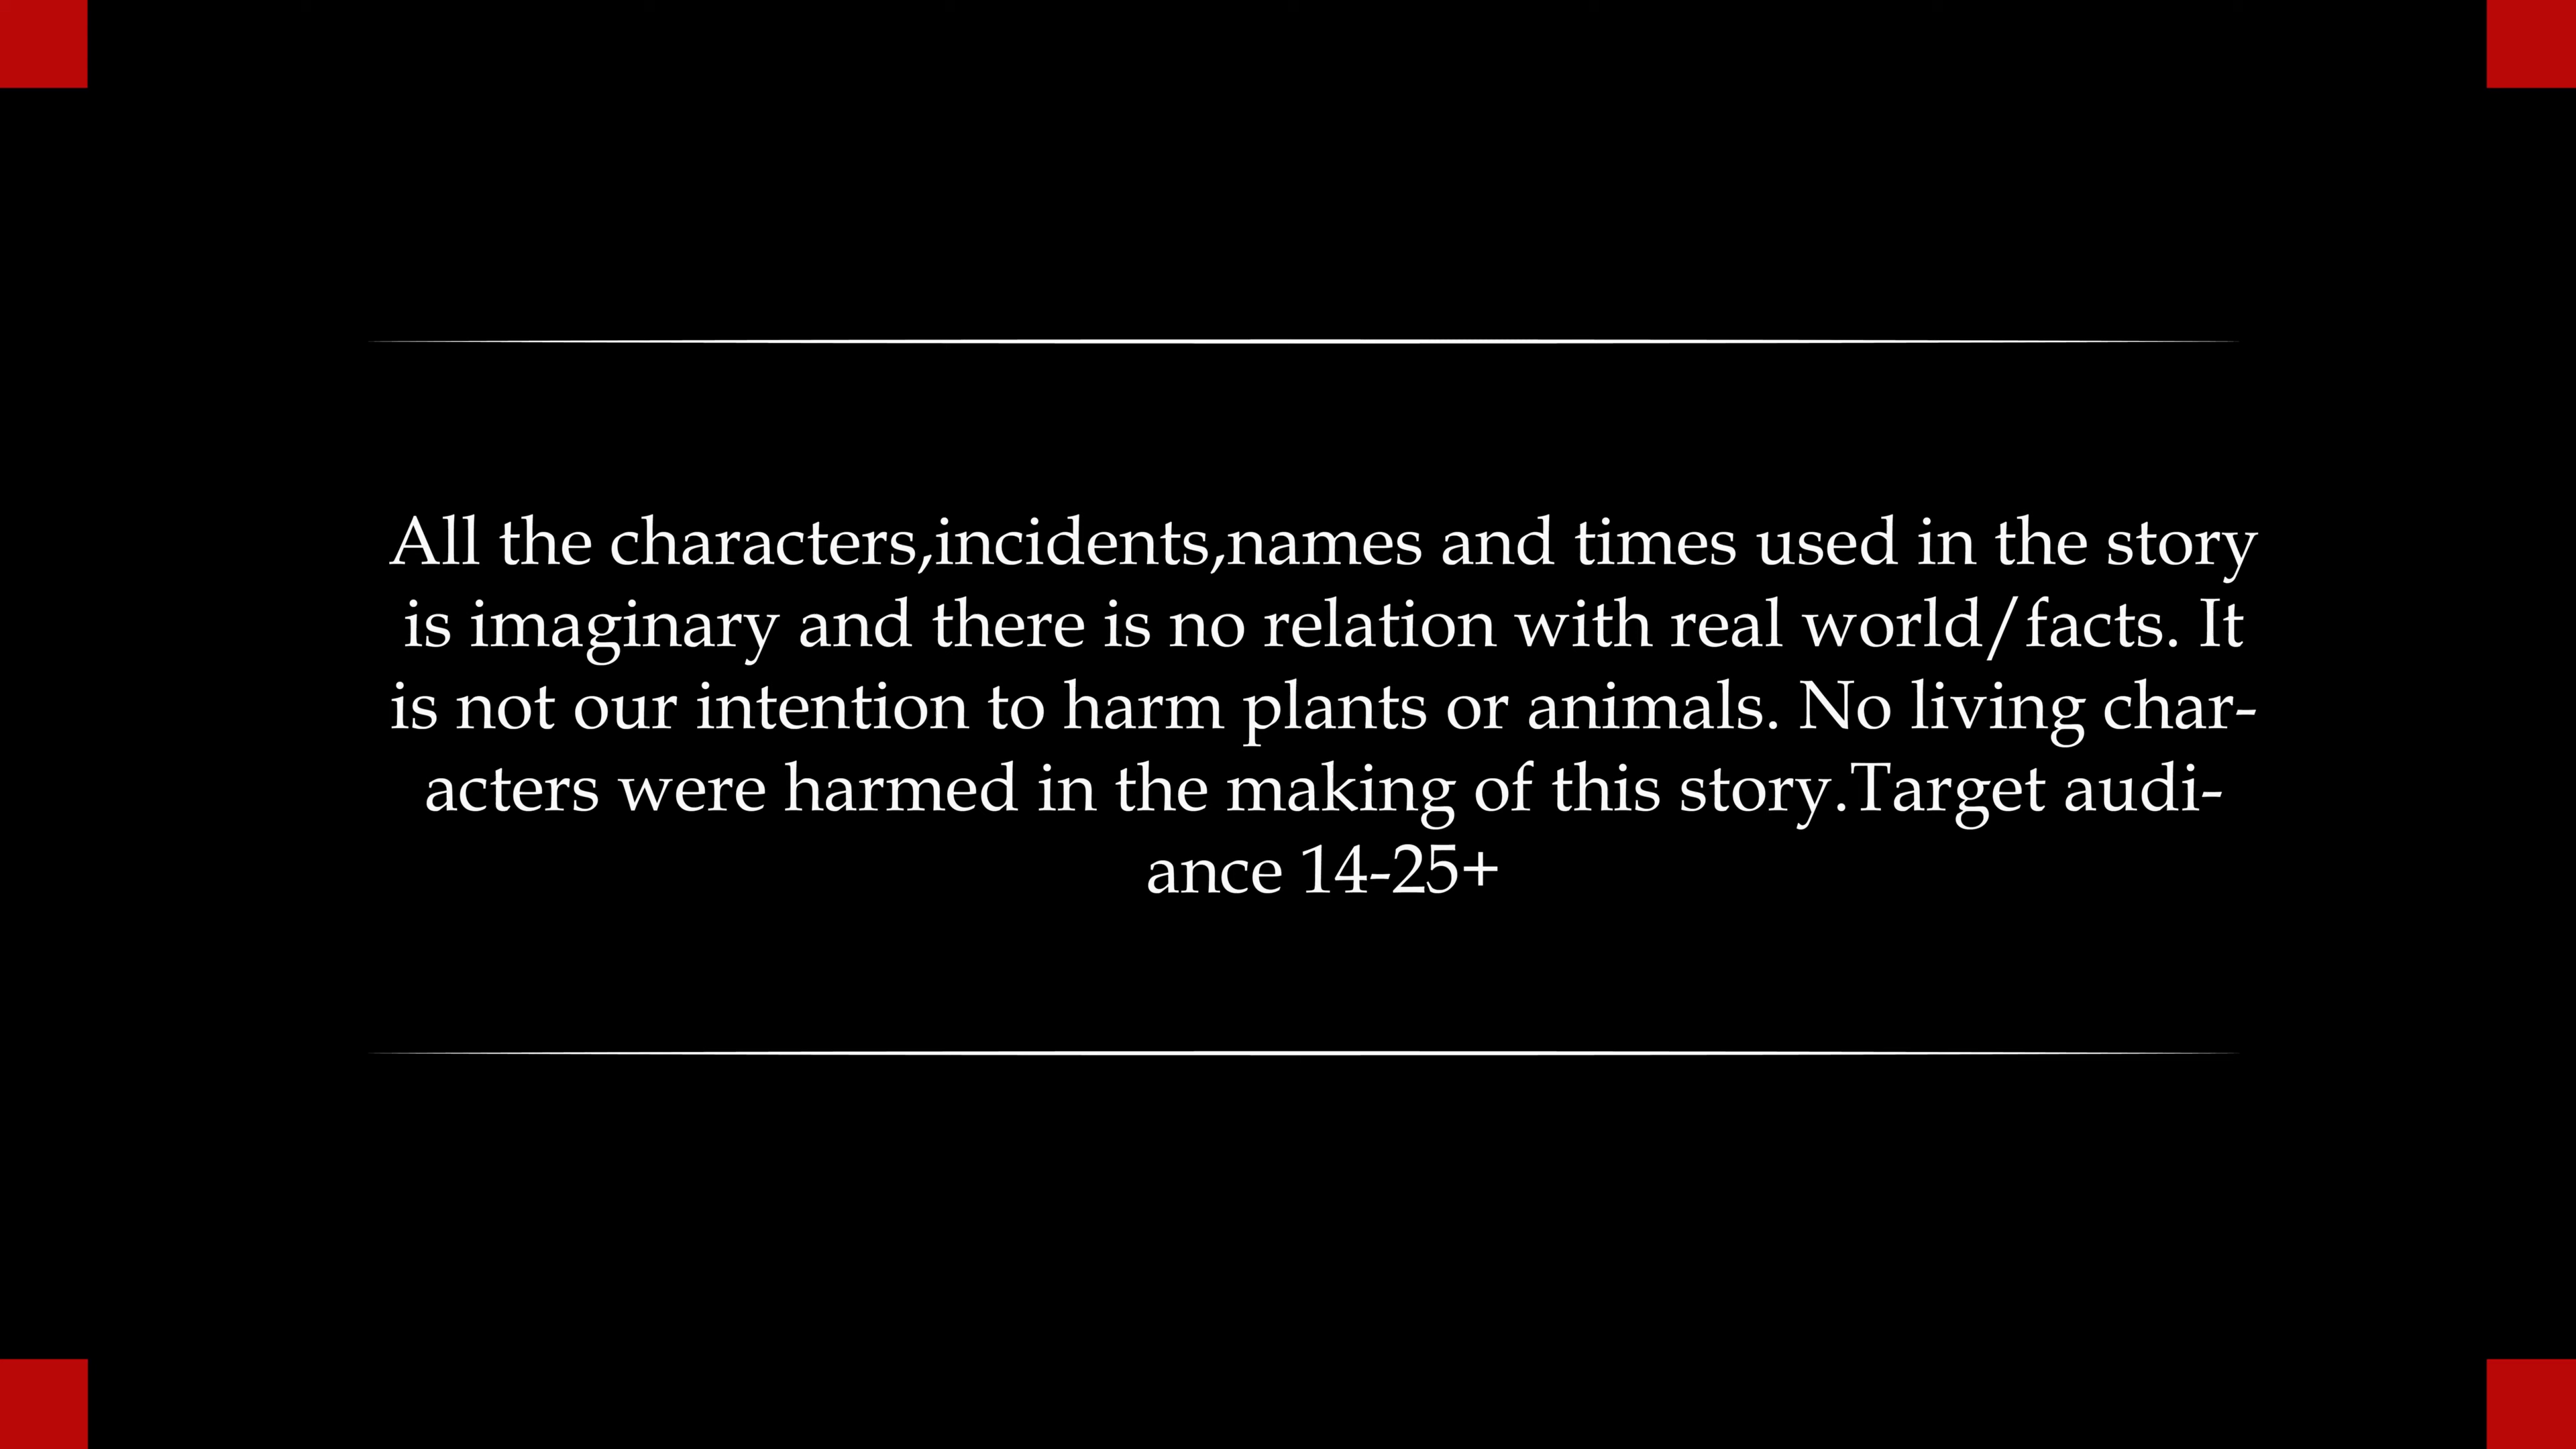 All the characters,incidents,names and times used in the story
is imaginary and there is no relation with real world/facts. It
is not our intention to harm plants or animals. No living char-
acters were harmed in the making of this story.Target audi-
ance 14-25+